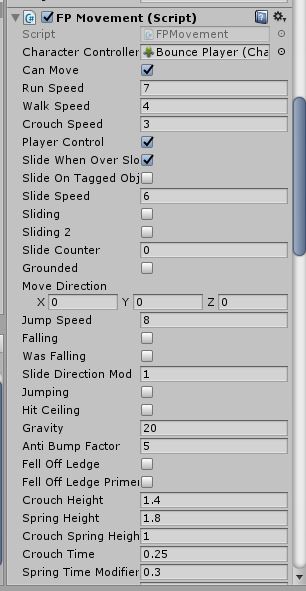 FP Movement (Script)
Script FPMovement
Character Controller Bounce Player (Cha
Can Move
Run Speed 7
Walk Speed 4
Crouch Speed 3
Player Control
Slide When Over Slo
Slide On Tagged Obj
Slide Speed 6
Sliding
Sliding 2
Slide Counter 0
Grounded
Move Direction
X 0 Y 0 Z 0
Jump Speed 8
Falling
Was Falling
Slide Direction Mod 1
Jumping
Hit Ceiling
Gravity 20
Anti Bump Factor 5
Fell Off Ledge
Fell Off Ledge Primer
Crouch Height 1.4
Spring Height 1.8
Crouch Spring Heigh 1
Crouch Time 0.25
Spring Time Modifier 0.3